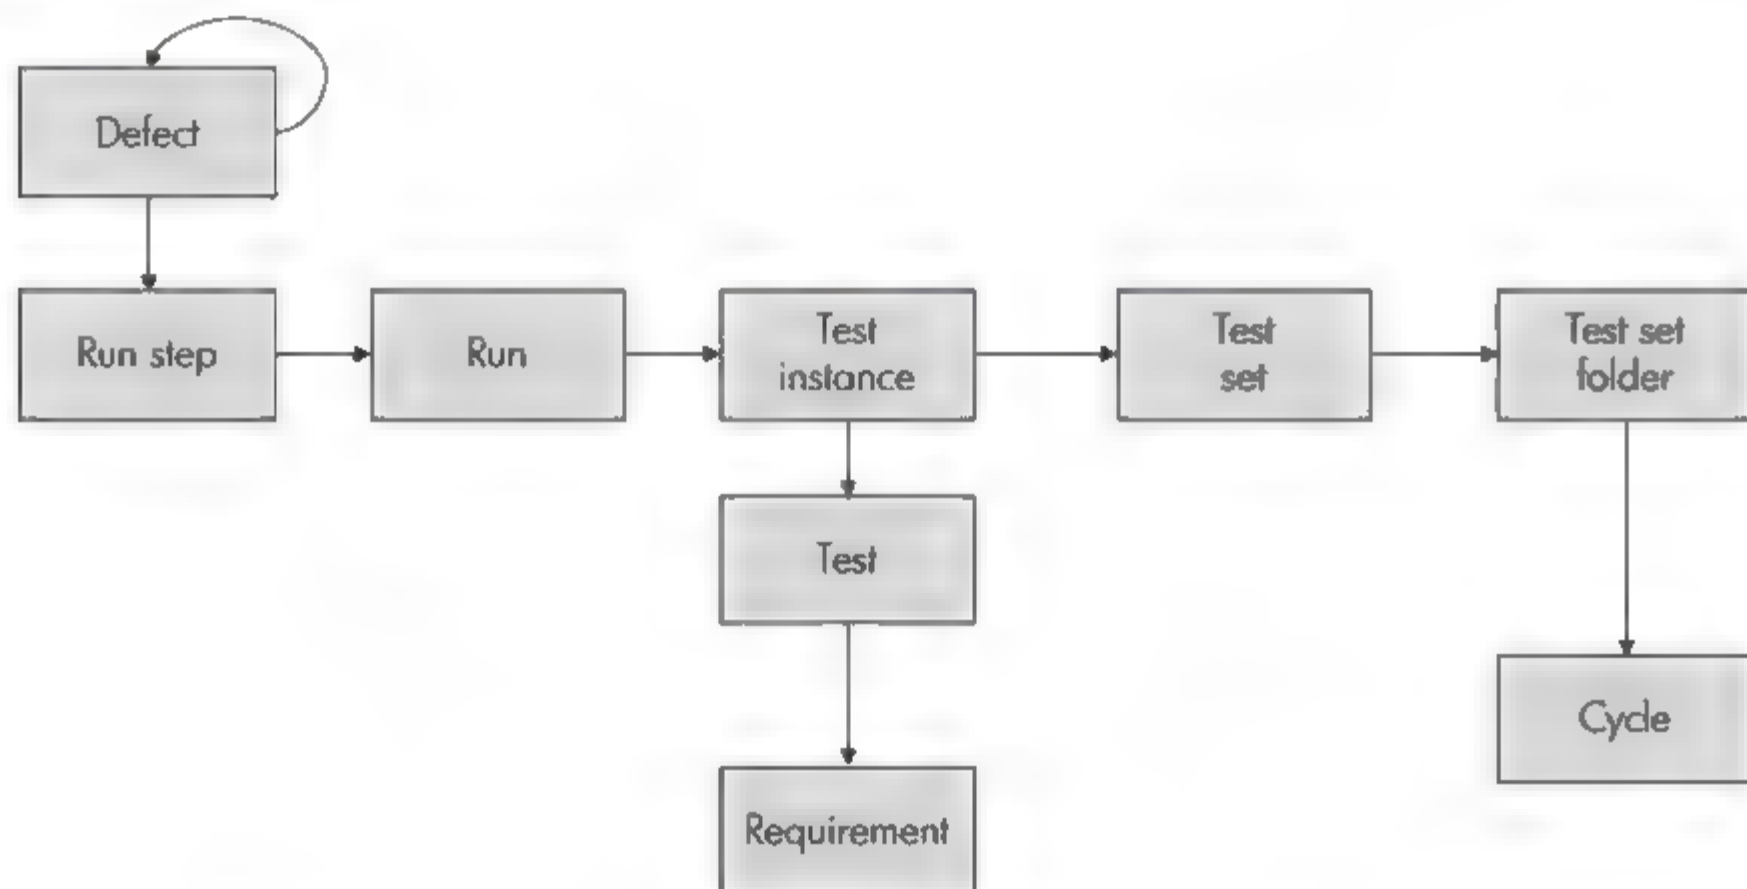 Defect
Run step
Run
Test
instance
Test
set
Test set
folder
Test
Cycle
Requirement